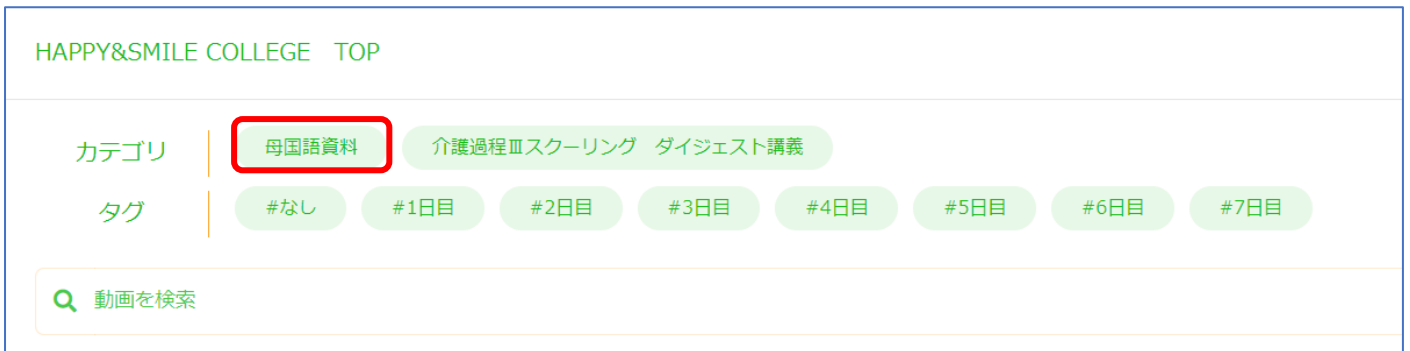 HAPPY&SMILE COLLEGE　TOP
カテゴリ 母国語資料 介護過程Ⅲスクーリング　ダイジェスト講義
タグ #なし #1日目 #2日目 #3日目 #4日目 #5日目 #6日目 #7日目
動画を検索